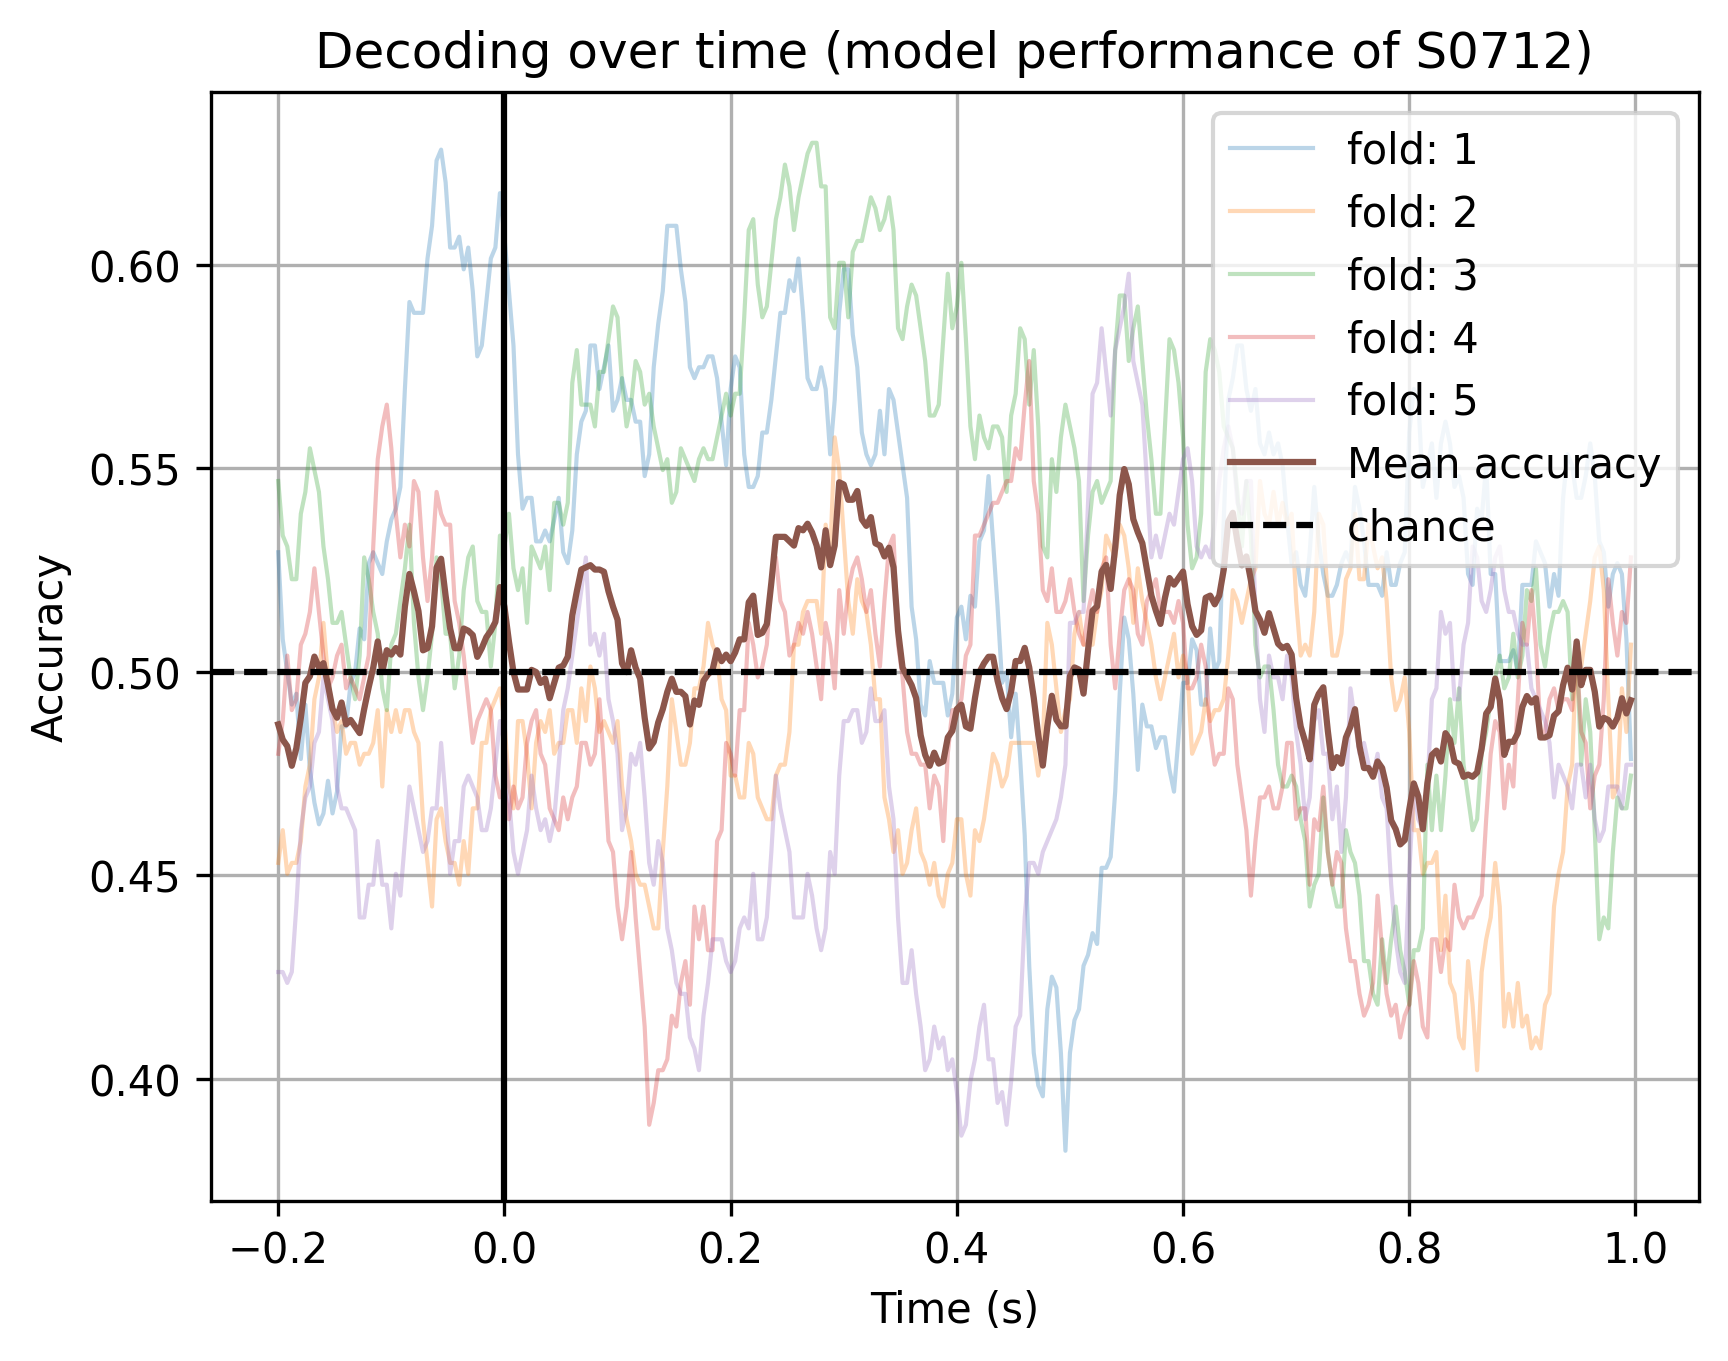 Decoding over time (model performance of S0712)
fold: 1
fold: 2
fold: 3
fold: 4
fold: 5
Mean accuracy
chance
0.60
0.55
0.50
0.45
0.40
Accuracy
−0.2 0.0 0.2 0.4 0.6 0.8 1.0
Time (s)